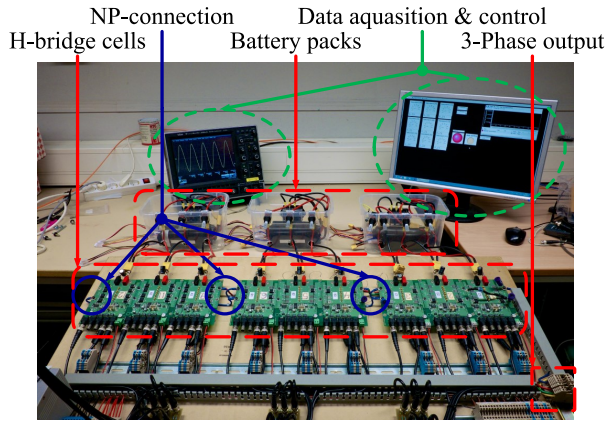 NP-connection
Data aquasition & control
H-bridge cells
Battery packs
3-Phase output